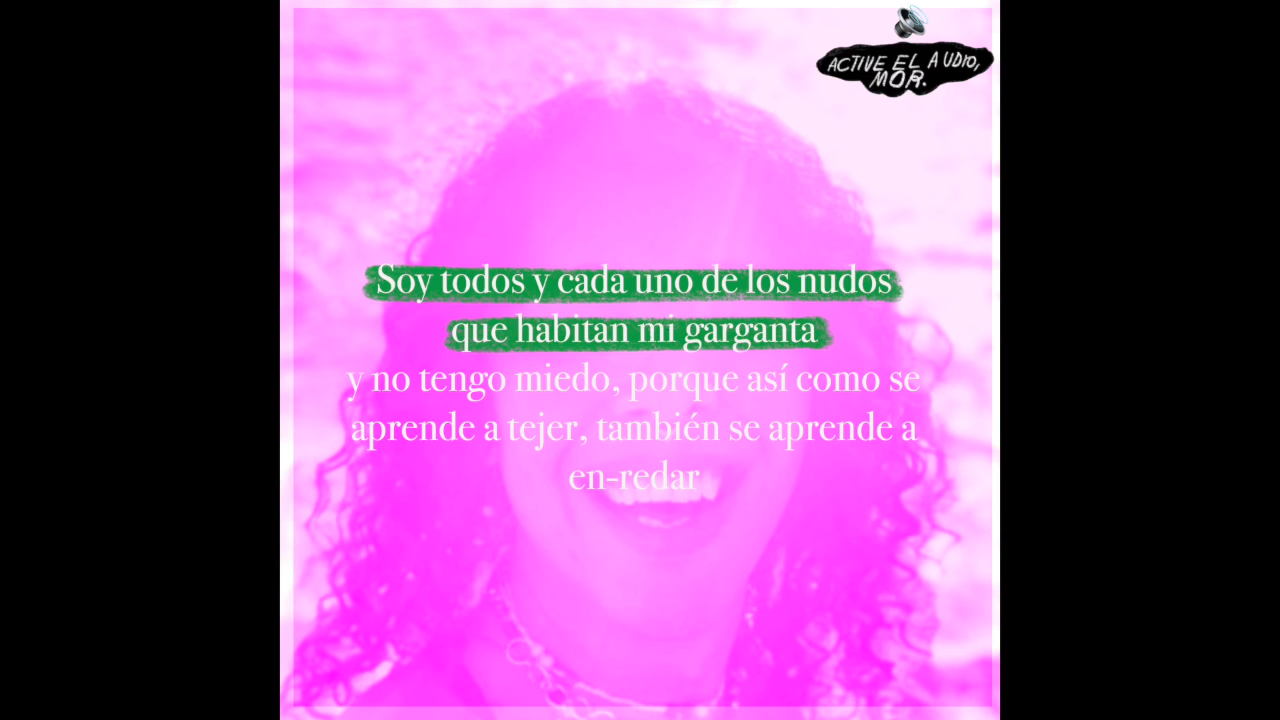 ACTIVE EL AUDIO,
MOR.
Soy todos y cada uno de los nudos
que habitan mi garganta
y no tengo miedo, porque así como se
aprende a tejer, también se aprende a
en-redar